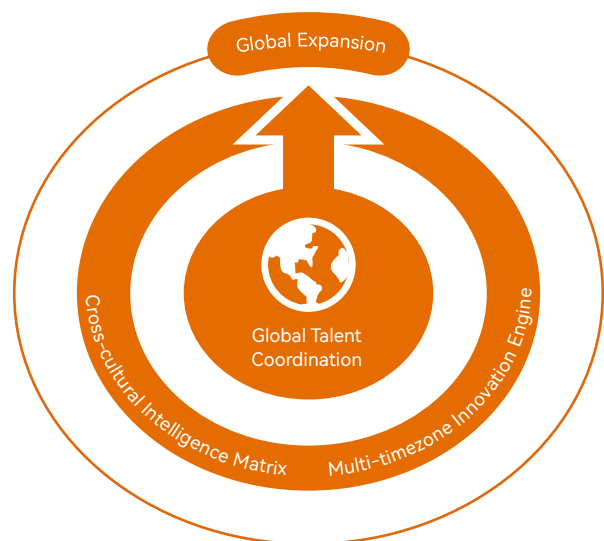 Global Expansion
Global Talent
Coordination
Cross-cultural Intelligence Matrix
Multi-timezone Innovation Engine